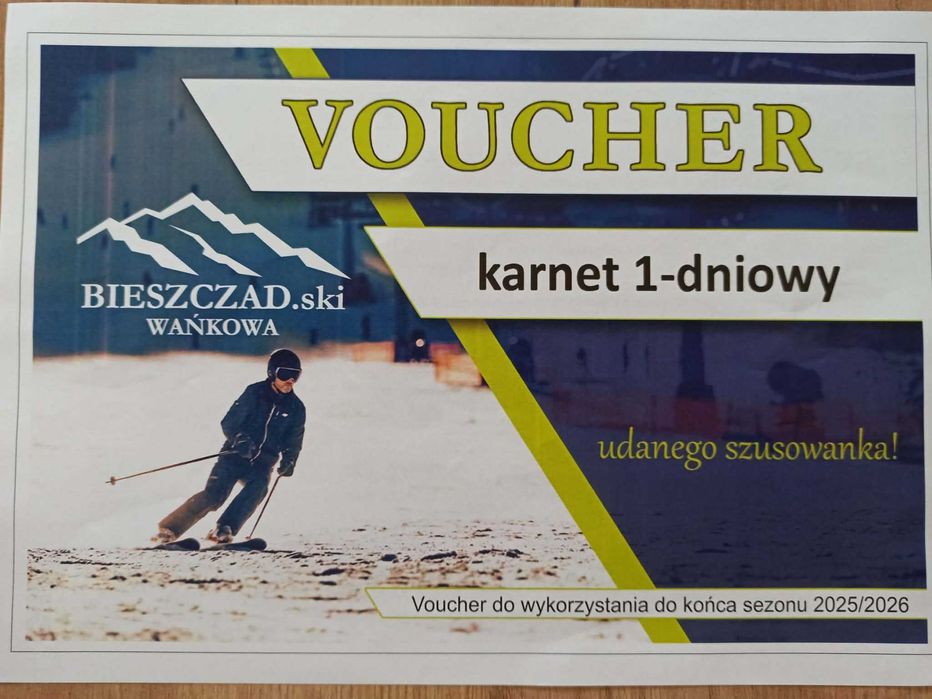 VOUCHER
karnet 1-dniowy
BIESZCZAD.ski
WAŃKOWA
udanego szusowanka!
Voucher do wykorzystania do końca sezonu 2025/2026